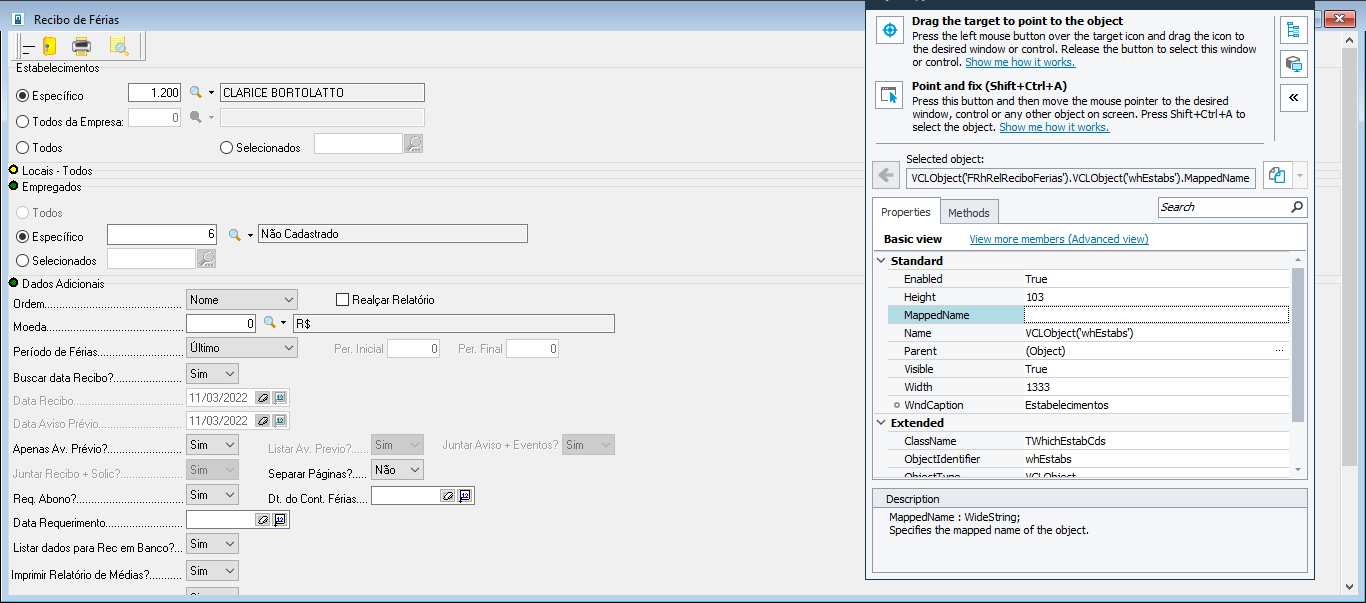 Recibo de Férias
Estabelecimentos
Específico 1.200 CLARICE BORTOLATTO
Todos da Empresa: 0
Todos Selecionados
Locais - Todos
Empregados
Todos
Específico 6 Não Cadastrado
Selecionados
Dados Adicionais
Ordem Nome Realçar Relatório
Moeda 0 R$
Período de Férias Último Per. Inicial 0 Per. Final 0
Buscar data Recibo? Sim
Data Recibo 11/03/2022
Data Aviso Prévio 11/03/2022
Apenas Av. Prévio? Sim Listar Av. Previo? Sim Juntar Aviso + Eventos? Sim
Juntar Recibo + Solic? Sim Separar Páginas? Não
Req. Abono? Sim Dt. do Cont. Férias
Data Requerimento
Listar dados para Rec em Banco? Sim
Imprimir Relatório de Médias? Sim
Drag the target to point to the object
Press the left mouse button over the target icon and drag the icon to
the desired window or control. Release the button to select this window
or control. Show me how it works.
Point and fix (Shift+Ctrl+A)
Press this button and then move the mouse pointer to the desired
window, control or any other object on screen. Press Shift+Ctrl+A to
select the object. Show me how it works.
Selected object:
VCLObject('FRhRelReciboFerias').VCLObject('whEstabs').MappedName
Properties Methods Search
Basic view View more members (Advanced view)
Standard
Enabled True
Height 103
MappedName
Name VCLObject('whEstabs')
Parent (Object) ...
Visible True
Width 1333
WndCaption Estabelecimentos
Extended
ClassName TWhichEstabCds
ObjectIdentifier whEstabs
ObjectType VCLObject
Description
MappedName : WideString;
Specifies the mapped name of the object.